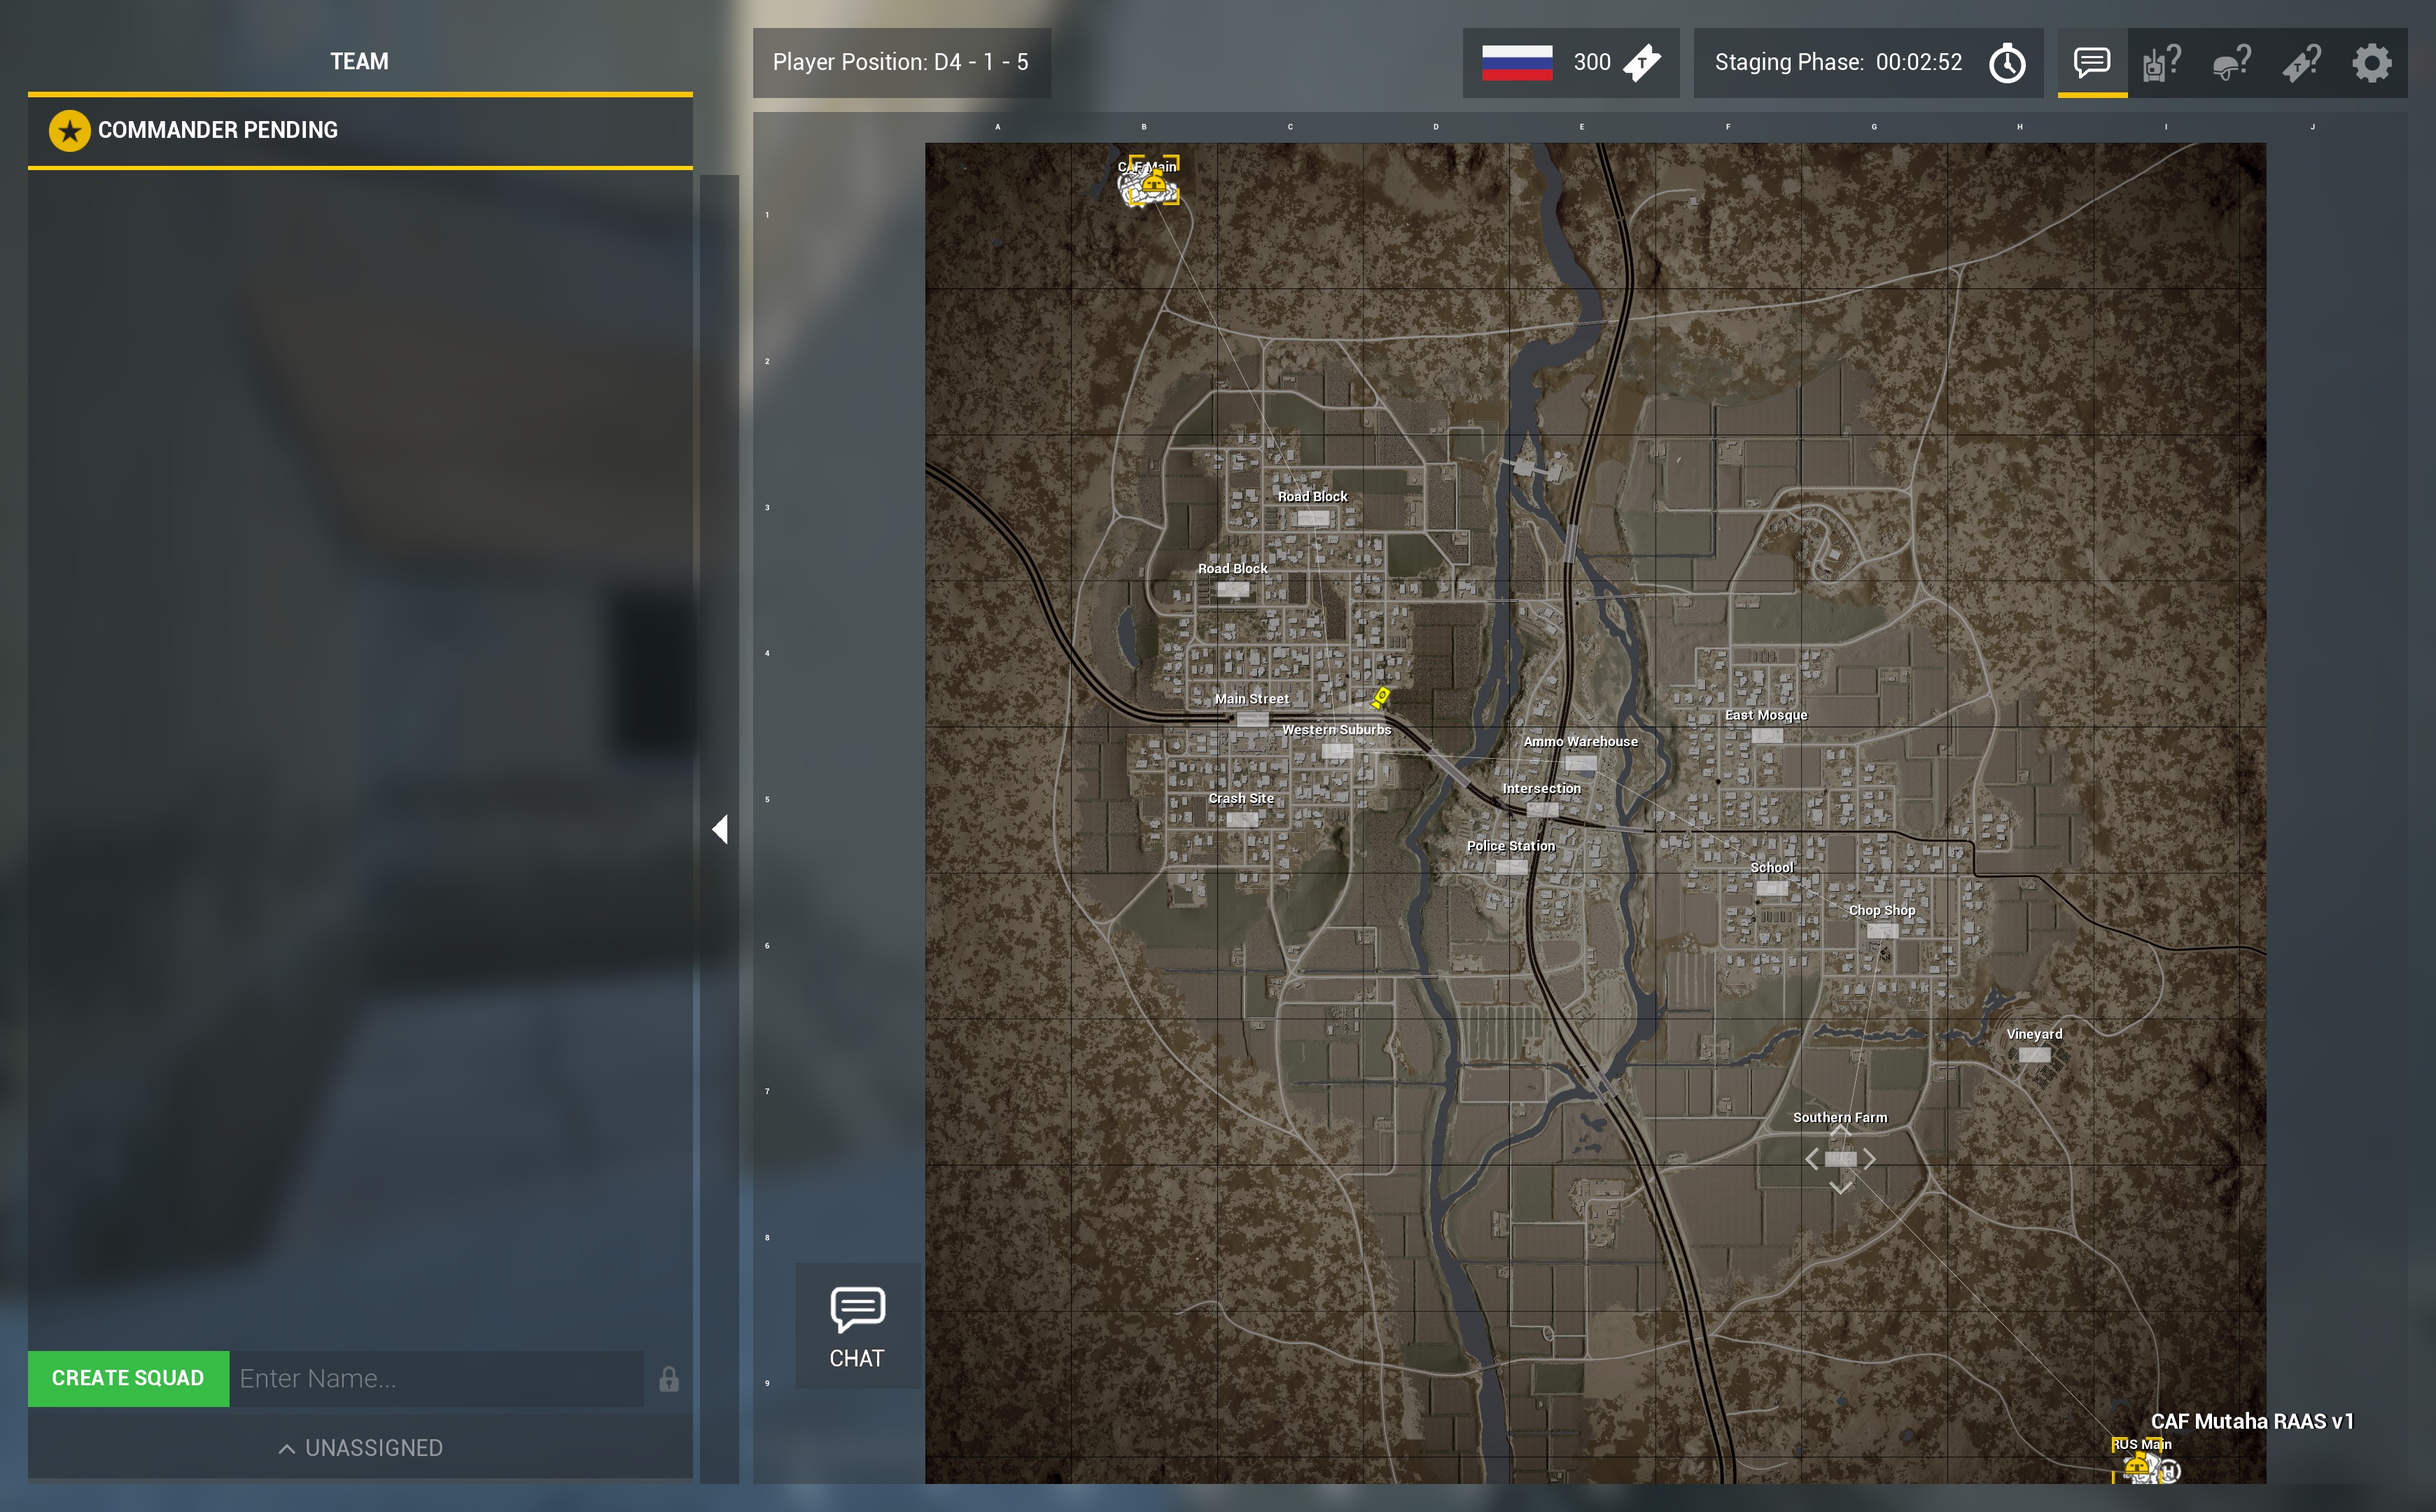 TEAM
COMMANDER PENDING
Player Position: D4 - 1 - 5
300
T
Staging Phase: 00:02:52
?
?
T?
A
B
C
D
E
F
G
H
I
J
1
2
3
4
5
6
7
8
9
CAF Main
Road Block
Road Block
Main Street
Western Suburbs
East Mosque
Ammo Warehouse
Intersection
Crash Site
Police Station
School
Chop Shop
Vineyard
Southern Farm
CAF Mutaha RAAS v1
RUS Main
H
CHAT
CREATE SQUAD
Enter Name...
UNASSIGNED